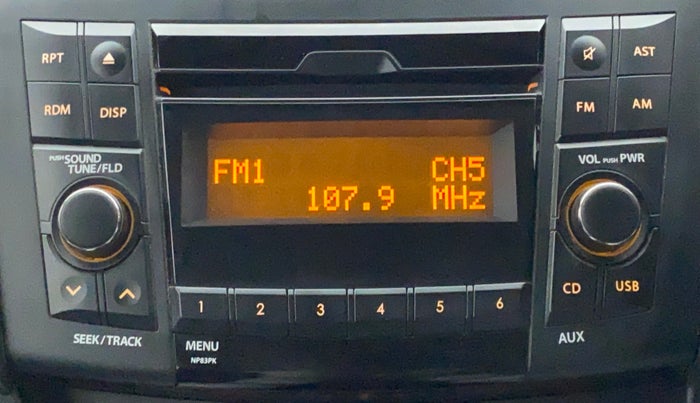 RPT
AST
RDM
DISP
FM
AM
PUSH SOUND
TUNE/FLD
VOL PUSH PWR
FM1 CH5
107.9 MHz
CD
USB
1 2 3 4 5 6
SEEK/TRACK
MENU
AUX
NP83PK